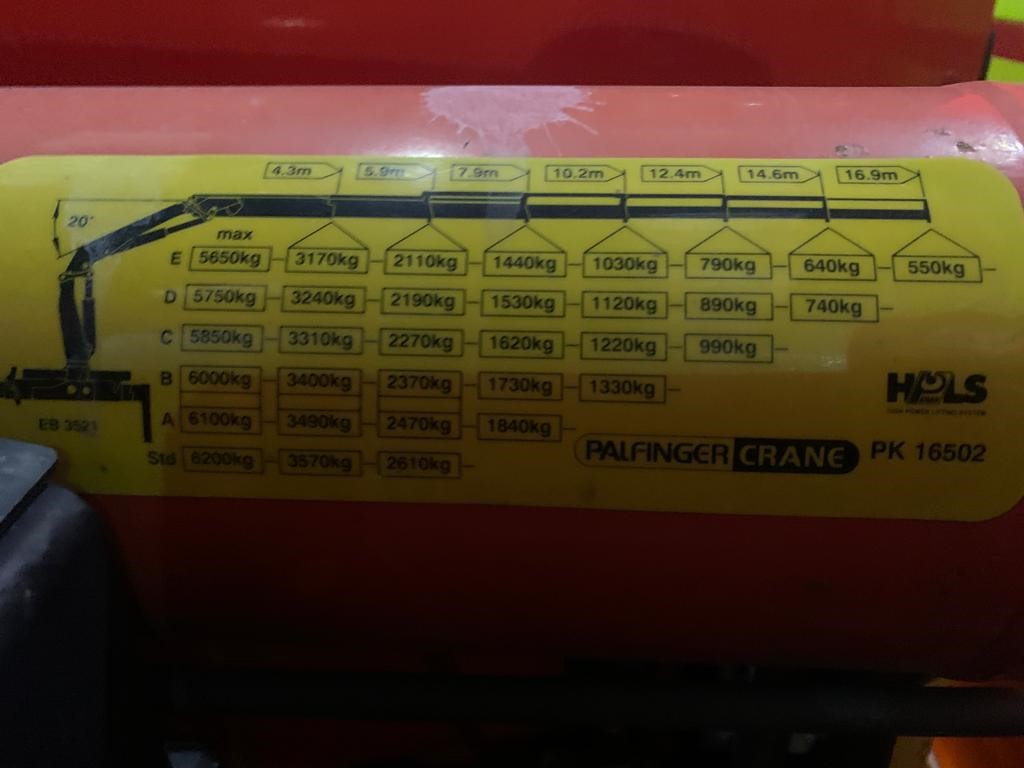 4.3m 5.9m 7.9m 10.2m 12.4m 14.6m 16.9m
20°
max
E 5650kg 3170kg 2110kg 1440kg 1030kg 790kg 640kg 550kg
D 5750kg 3240kg 2190kg 1530kg 1120kg 890kg 740kg
C 5850kg 3310kg 2270kg 1620kg 1220kg 990kg
B 6000kg 3400kg 2370kg 1730kg 1330kg
HPLS
HIGH POWER LIFTING SYSTEM
EB 3521
A 6100kg 3490kg 2470kg 1840kg
PALFINGER CRANE PK 16502
Std 6200kg 3570kg 2610kg